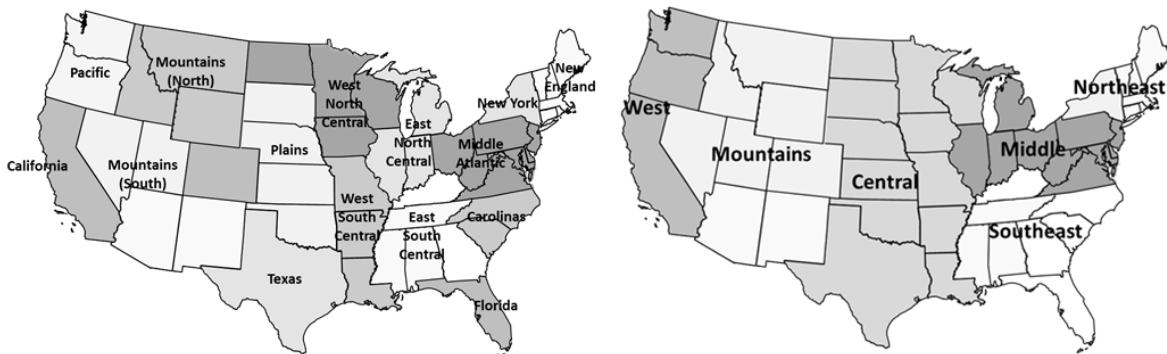 Pacific
Mountains
(North)
California
Mountains
(South)
Plains
West
North
Central
East
North
Central
New York
New
England
Middle
Atlantic
West
South
Central
East
South
Central
Carolinas
Texas
Florida
West
Mountains
Central
Middle
Northeast
Southeast